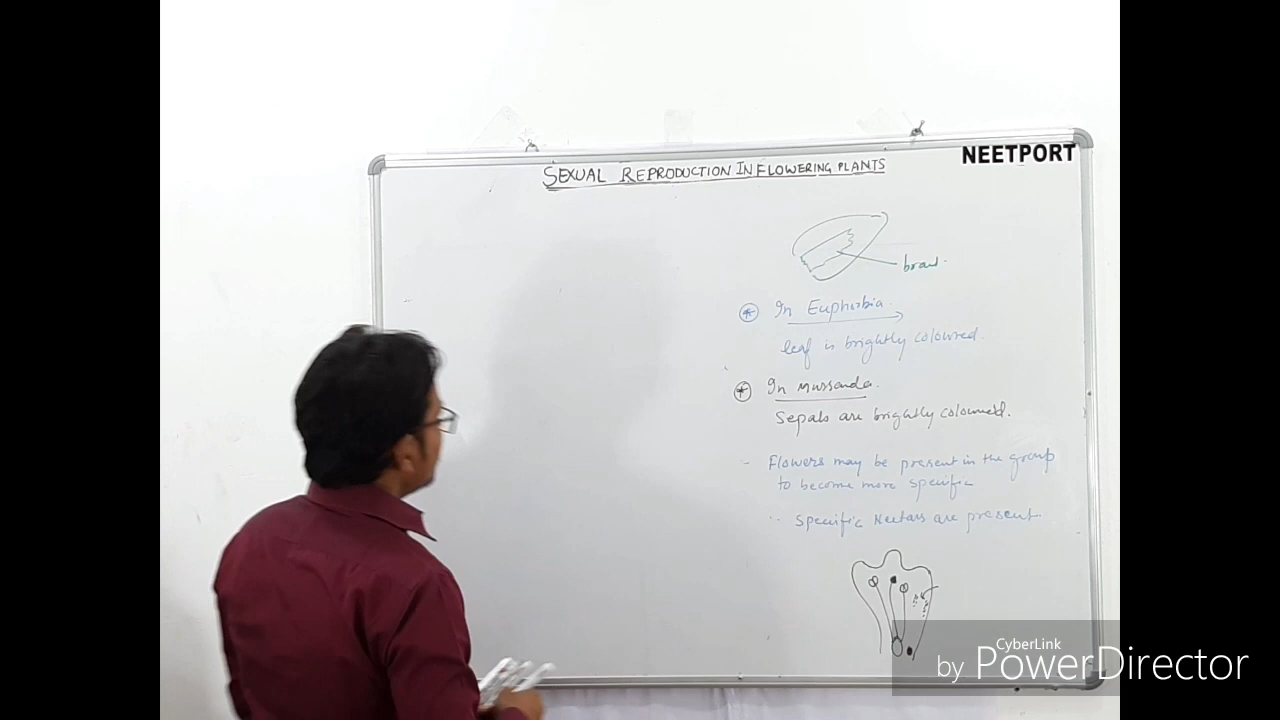 NEETPORT
SEXUAL REPRODUCTION IN FLOWERING PLANTS
In Euphorbia.
leaf is brightly coloured.
In Mussanda.
Sepals are brightly coloured.
- Flowers may be present in the group
to become more specific
Specific Nectars are present.
CyberLink
by PowerDirector